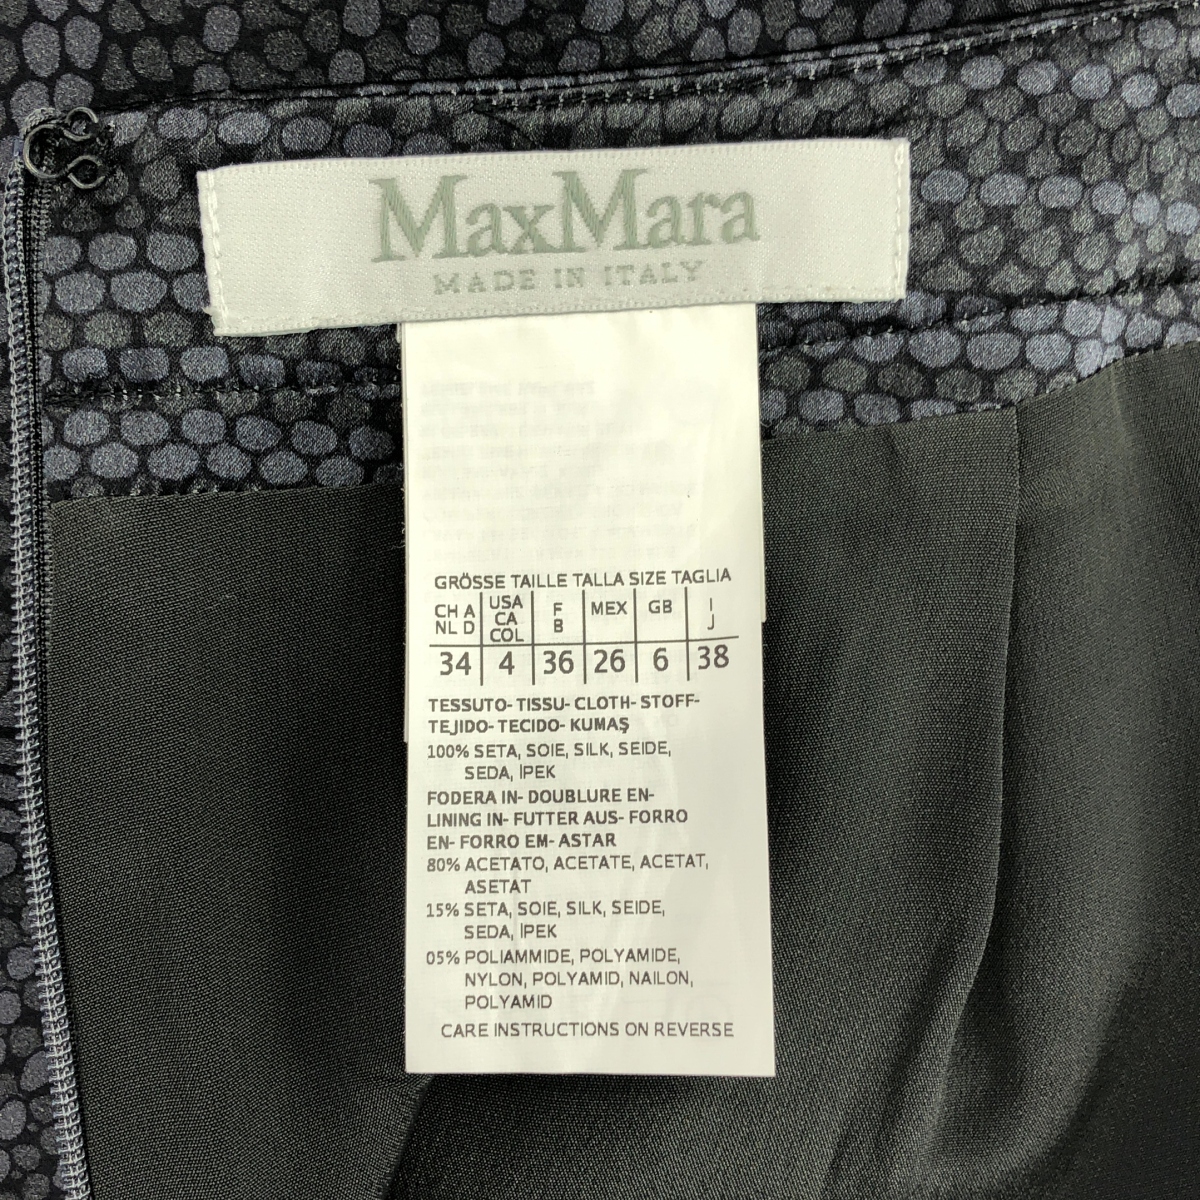 MaxMara
MADE IN ITALY
GRÖSSE TAILLE TALLA SIZE TAGLIA
CH A NL D | USA CA COL | F B | MEX | GB | I J
34 | 4 | 36 | 26 | 6 | 38
TESSUTO- TISSU- CLOTH- STOFF-
TEJIDO- TECIDO- KUMAŞ
100% SETA, SOIE, SILK, SEIDE,
SEDA, İPEK
FODERA IN- DOUBLURE EN-
LINING IN- FUTTER AUS- FORRO
EN- FORRO EM- ASTAR
80% ACETATO, ACETATE, ACETAT,
ASETAT
15% SETA, SOIE, SILK, SEIDE,
SEDA, İPEK
05% POLIAMMIDE, POLYAMIDE,
NYLON, POLYAMID, NAILON,
POLYAMID
CARE INSTRUCTIONS ON REVERSE